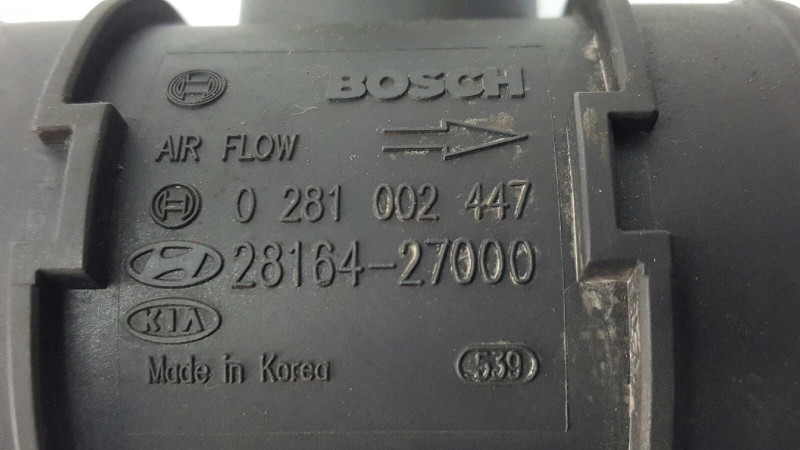 BOSCH
AIR FLOW
0 281 002 447
28164-27000
KIA
Made in Korea 539